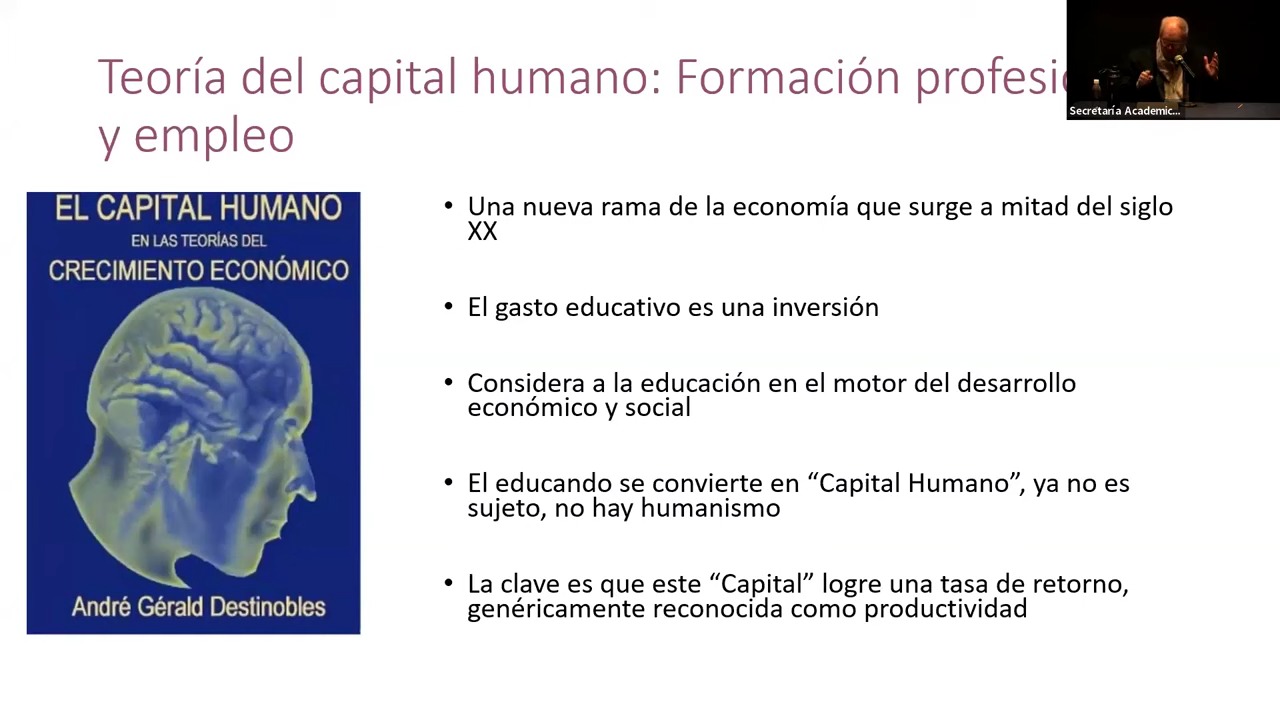 Teoría del capital humano: Formación
y empleo
Secretaría Academic...
EL CAPITAL HUMANO
EN LAS TEORÍAS DEL
CRECIMIENTO ECONÓMICO
André Gérald Destinobles
• Una nueva rama de la economía que surge a mitad del siglo
XX
• El gasto educativo es una inversión
• Considera a la educación en el motor del desarrollo
económico y social
• El educando se convierte en “Capital Humano”, ya no es
sujeto, no hay humanismo
• La clave es que este “Capital” logre una tasa de retorno,
genéricamente reconocida como productividad